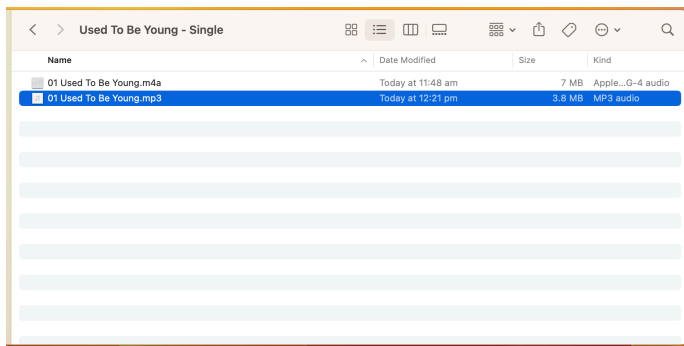 Used To Be Young - Single
Name Date Modified Size Kind
01 Used To Be Young.m4a Today at 11:48 am 7 MB Apple...G-4 audio
01 Used To Be Young.mp3 Today at 12:21 pm 3.8 MB MP3 audio